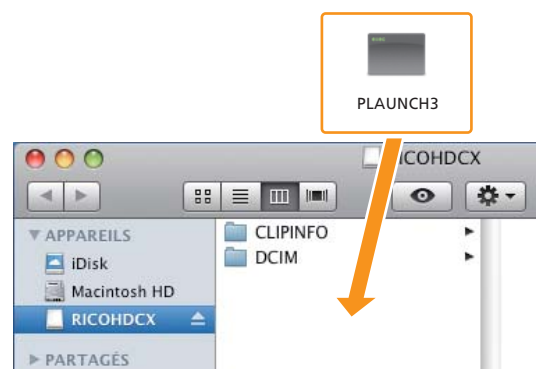 PLAUNCH3
RICOHDCX
APPAREILS
iDisk
Macintosh HD
RICOHDCX
PARTAGÉS
CLIPINFO
DCIM